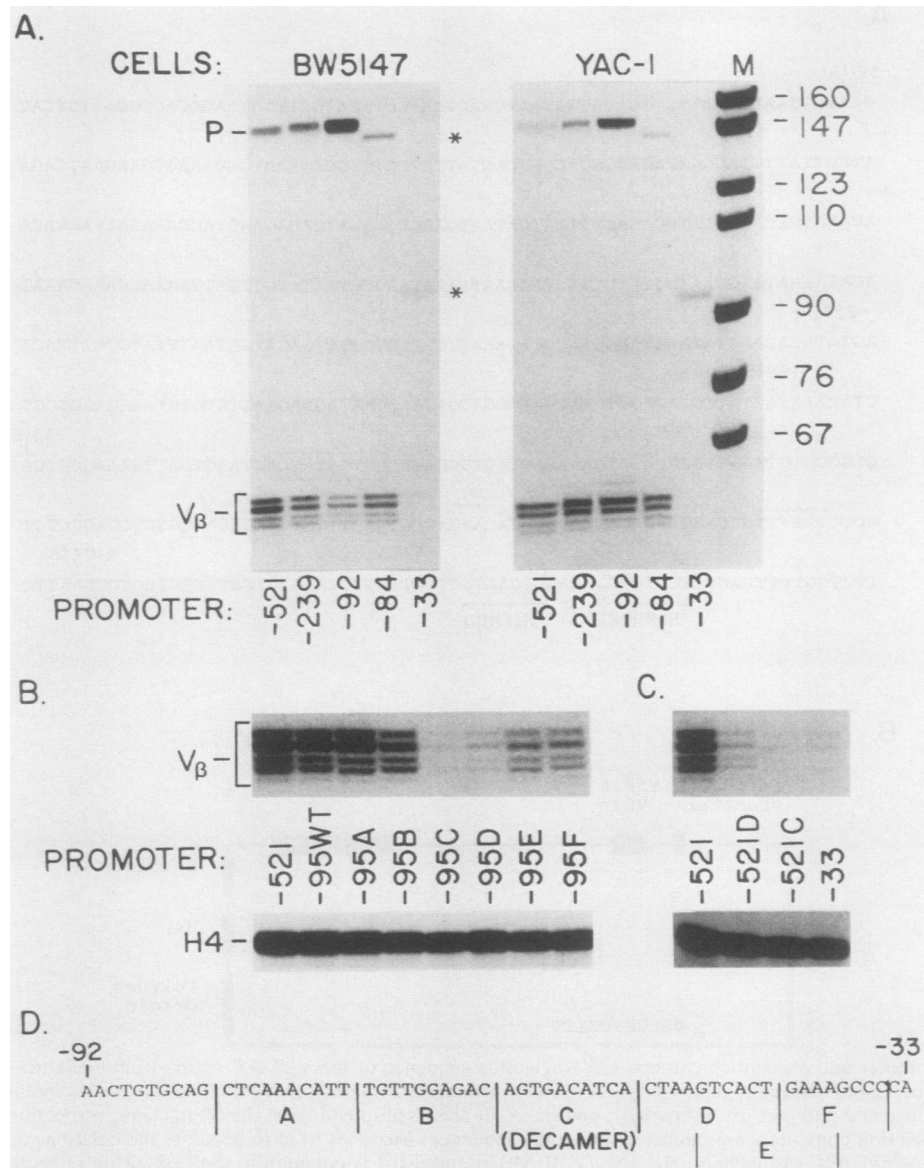 A.
CELLS: BW5147 YAC-1 M
-160
P - * -147
-123
-110
* -90
-76
-67
Vβ -
PROMOTER: -521 -239 -92 -84 -33 -521 -239 -92 -84 -33
B. C.
Vβ -
PROMOTER: -521 -95WT -95A -95B -95C -95D -95E -95F -521 -521D -521C -33
H4 -
D.
-92 -33
AACTGTGCAG CTCAAACATT TGTTGGAGAC AGTGACATCA CTAAGTCACT GAAAGCCCCA
A B C D F
(DECAMER)
E